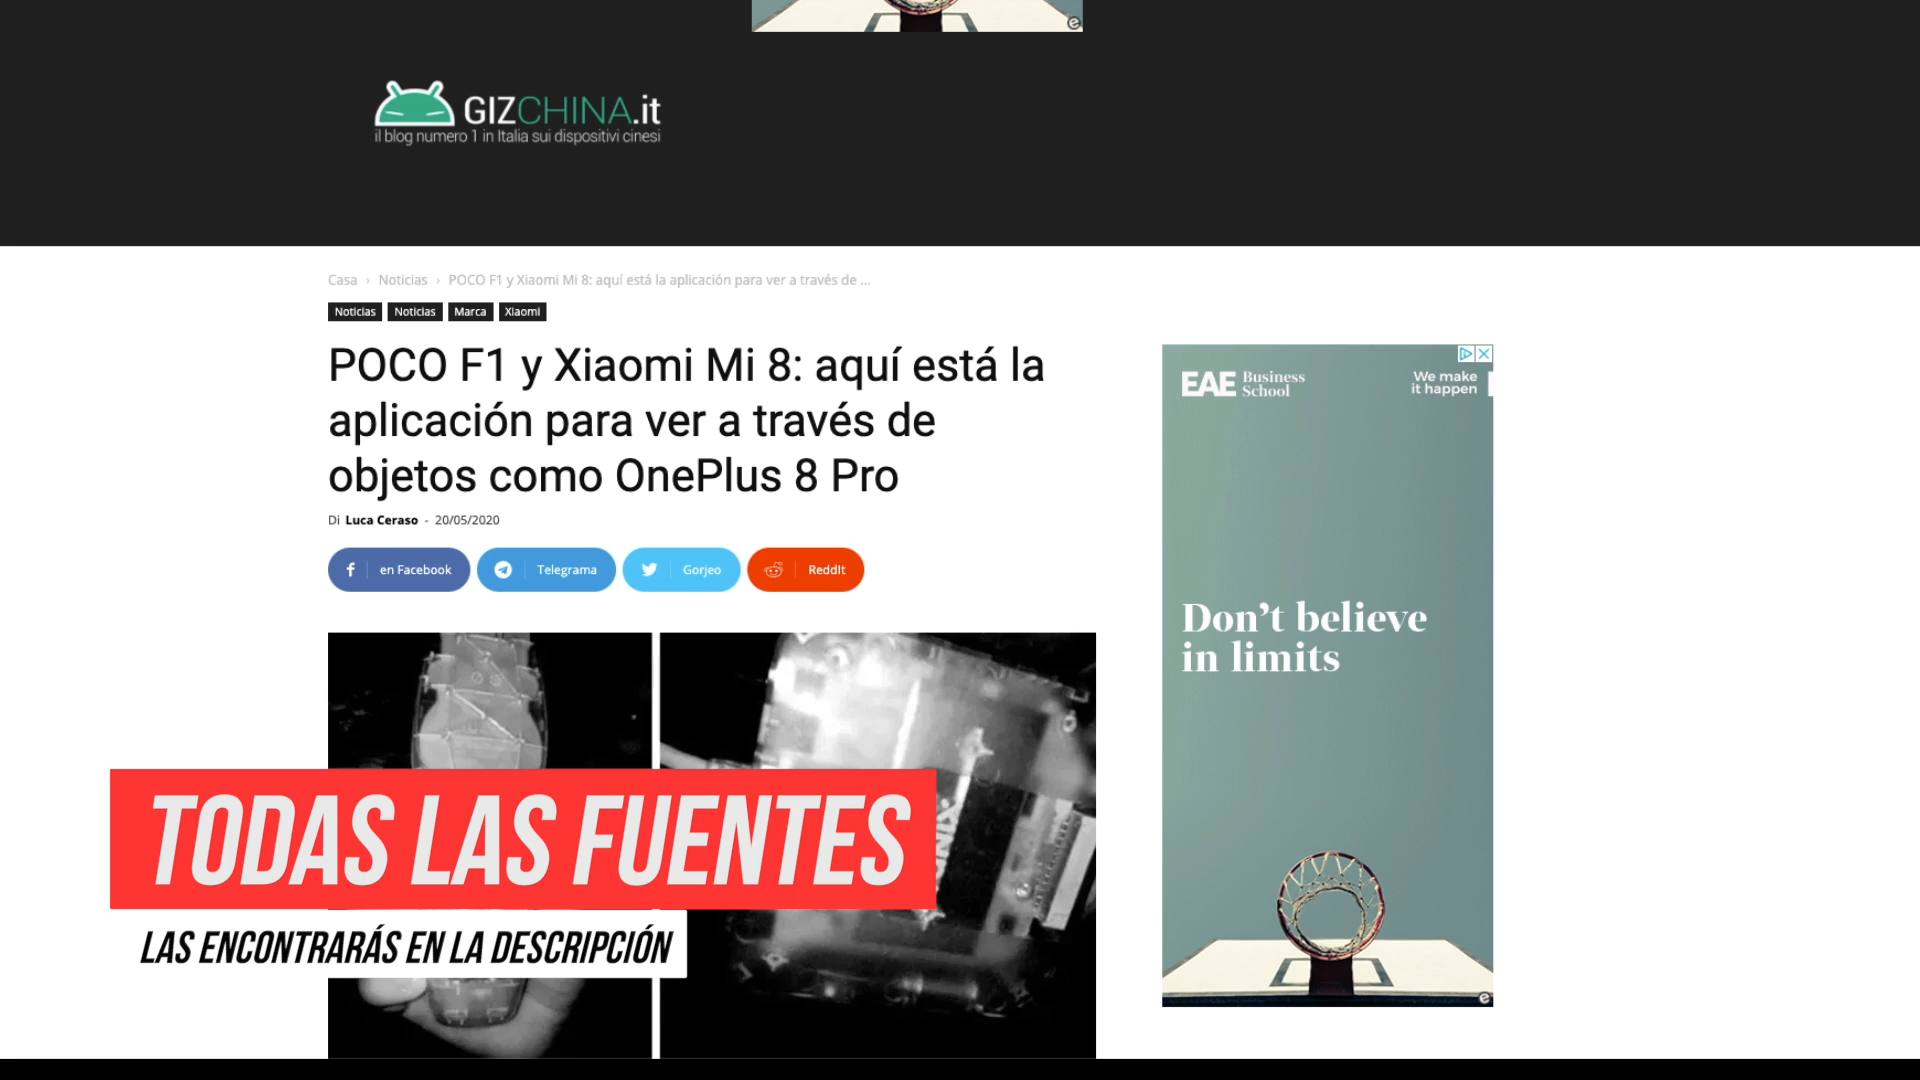 GIZCHINA.it
il blog numero 1 in Italia sui dispositivi cinesi
Casa › Noticias › POCO F1 y Xiaomi Mi 8: aquí está la aplicación para ver a través de ...
Noticias Noticias Marca Xiaomi
POCO F1 y Xiaomi Mi 8: aquí está la
aplicación para ver a través de
objetos como OnePlus 8 Pro
Di Luca Ceraso - 20/05/2020
en Facebook Telegrama Gorjeo ReddIt
EAE Business School
We make
it happen
Don't believe
in limits
TODAS LAS FUENTES
LAS ENCONTRARÁS EN LA DESCRIPCIÓN